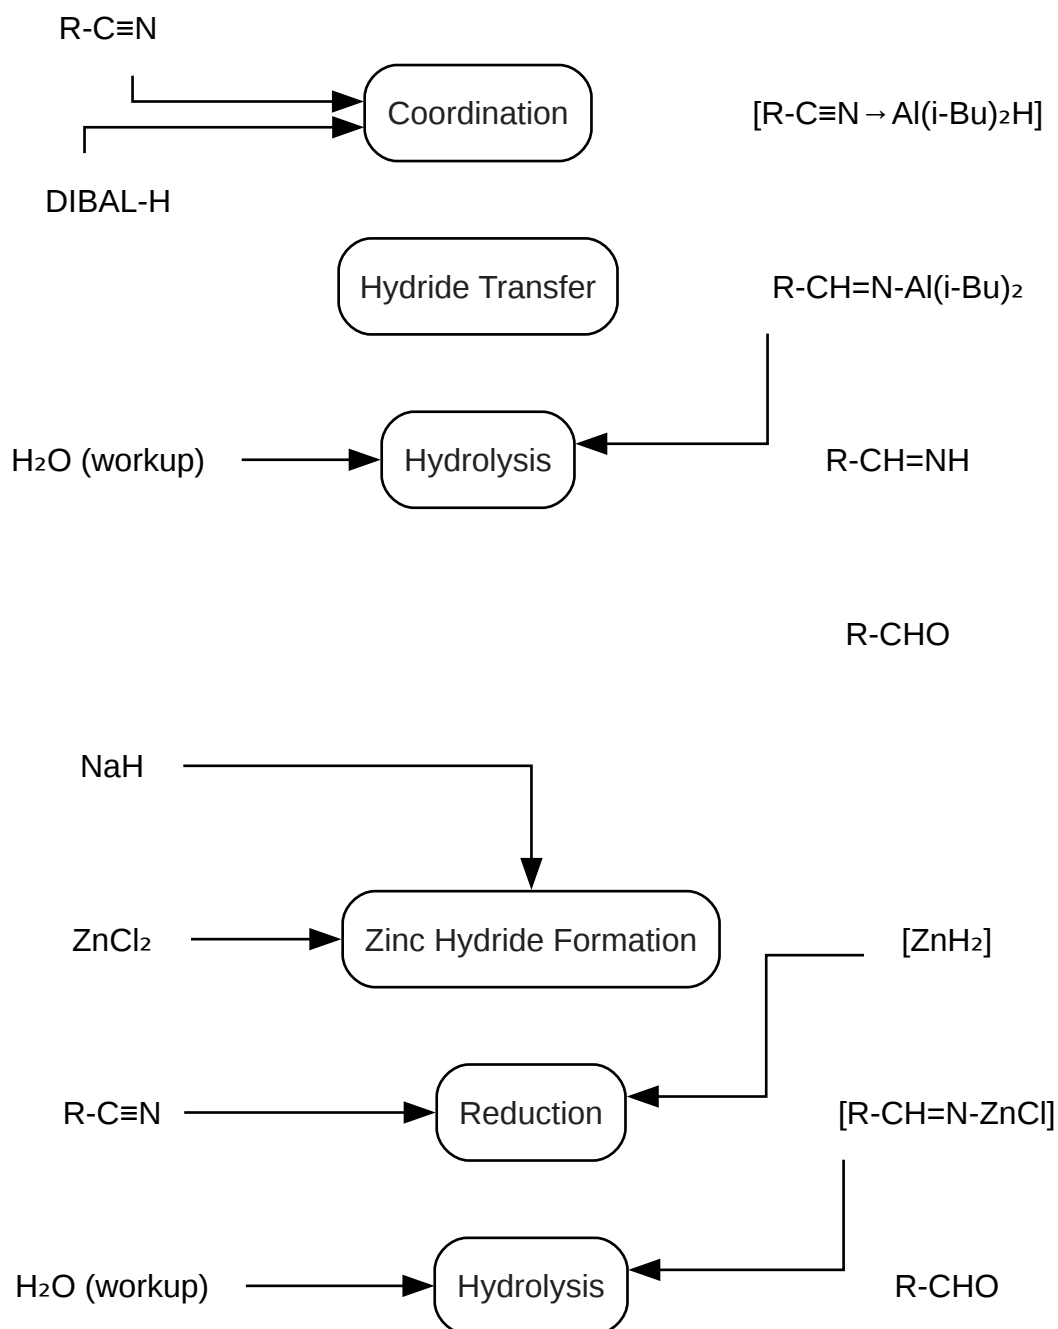 R-C≡N
Coordination
[R-C≡N→Al(i-Bu)₂H]
DIBAL-H
Hydride Transfer
R-CH=N-Al(i-Bu)₂
H₂O (workup)
Hydrolysis
R-CH=NH
R-CHO
NaH
ZnCl₂
Zinc Hydride Formation
[ZnH₂]
R-C≡N
Reduction
[R-CH=N-ZnCl]
H₂O (workup)
Hydrolysis
R-CHO